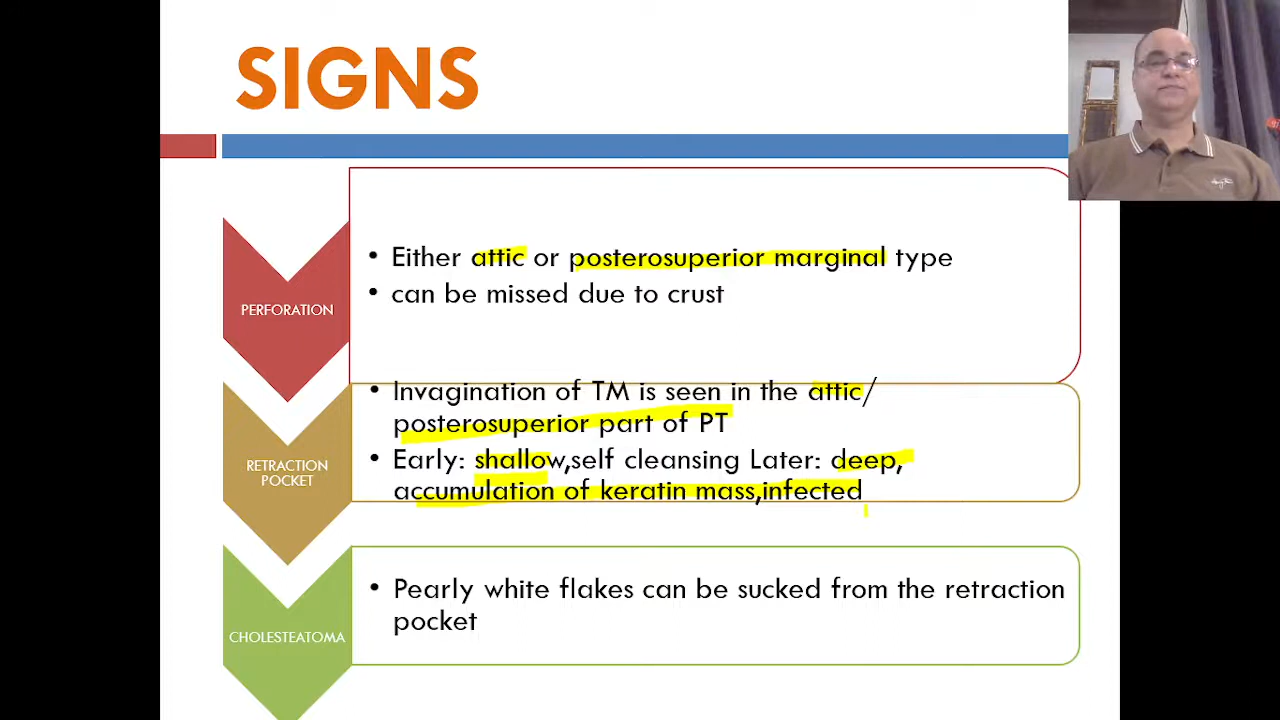 SIGNS
PERFORATION
• Either attic or posterosuperior marginal type
• can be missed due to crust
RETRACTION
POCKET
• Invagination of TM is seen in the attic/
posterosuperior part of PT
• Early: shallow,self cleansing Later: deep,
accumulation of keratin mass,infected
CHOLESTEATOMA
• Pearly white flakes can be sucked from the retraction
pocket